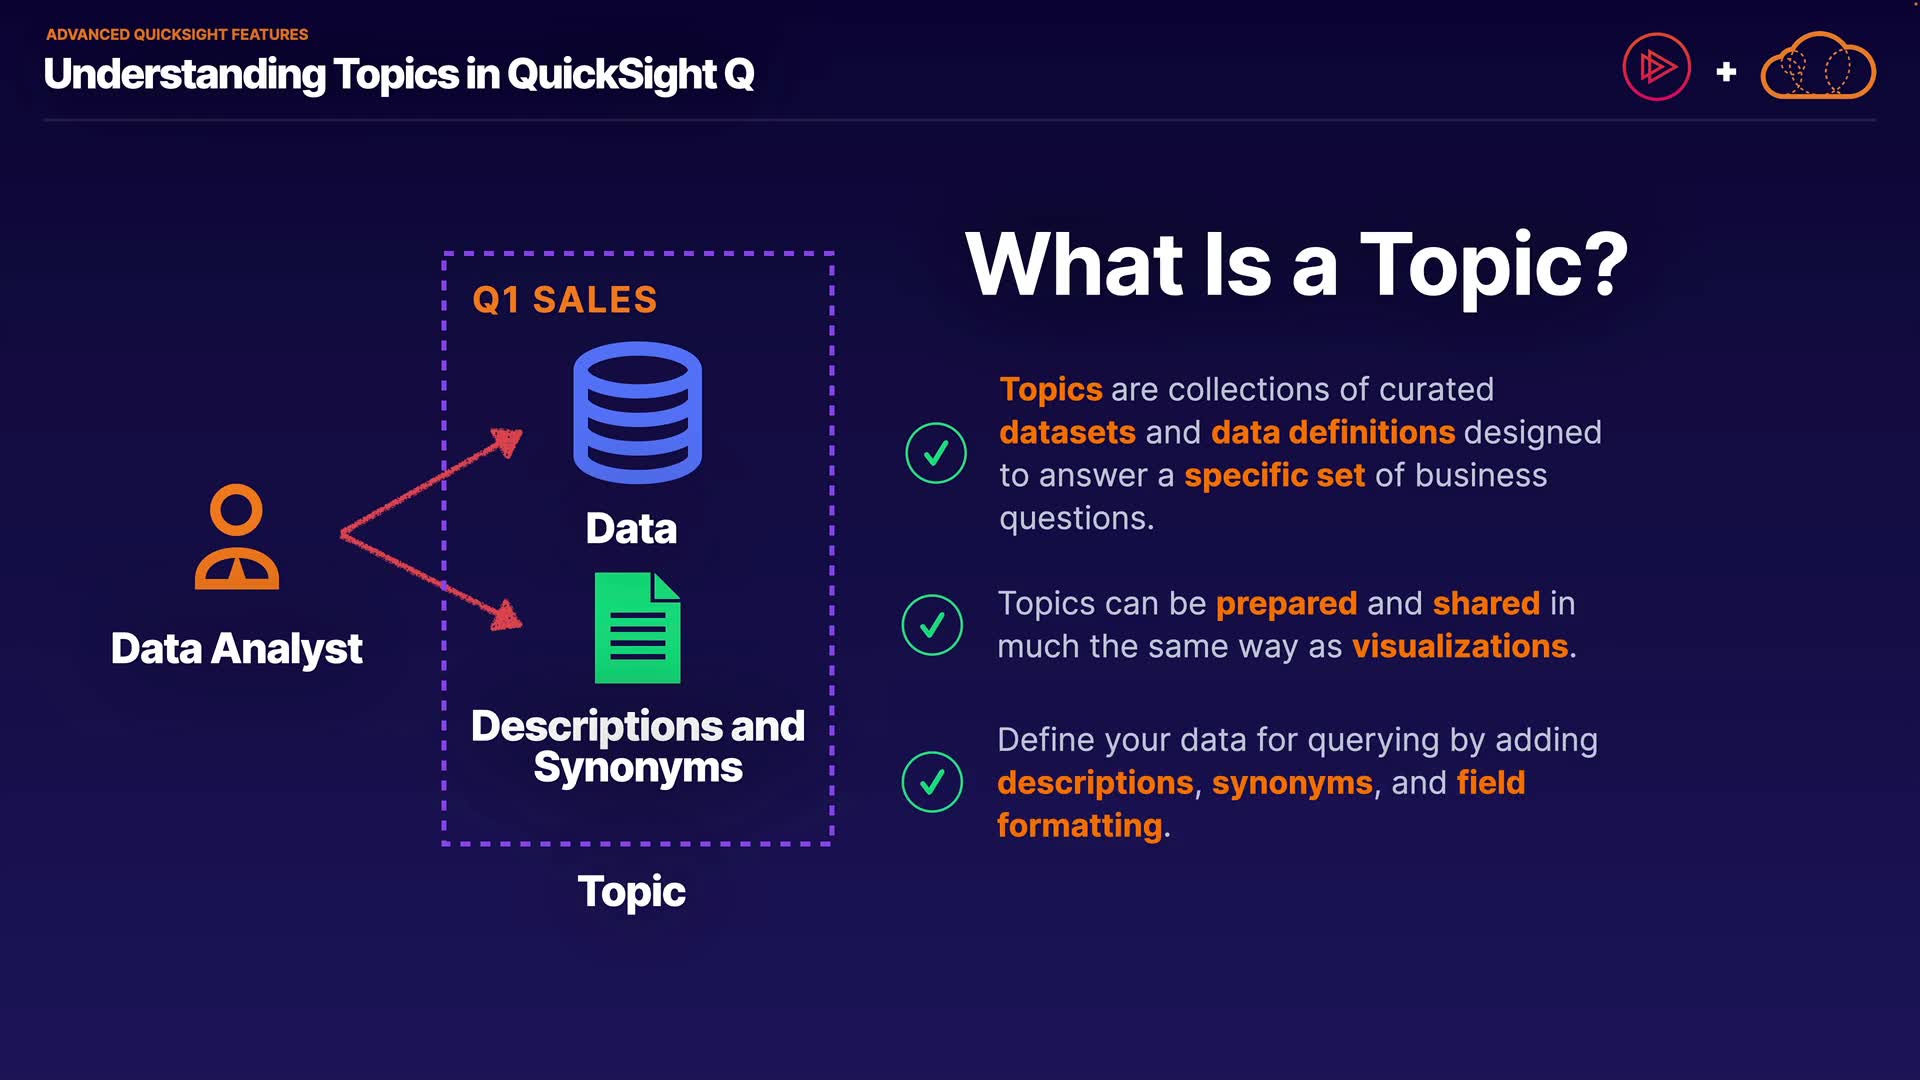 ADVANCED QUICKSIGHT FEATURES
Understanding Topics in QuickSight Q
+
Q1 SALES
Data
Data Analyst
Descriptions and
Synonyms
Topic
What Is a Topic?
Topics are collections of curated
datasets and data definitions designed
to answer a specific set of business
questions.
Topics can be prepared and shared in
much the same way as visualizations.
Define your data for querying by adding
descriptions, synonyms, and field
formatting.